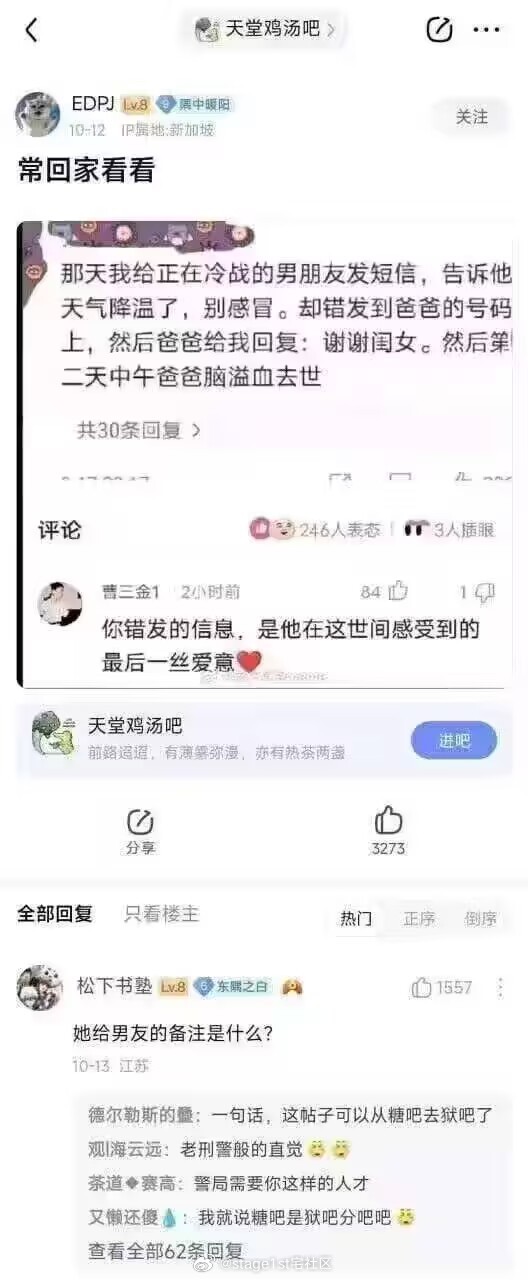 天堂鸡汤吧
EDPJ Lv.8 9 隅中暖阳
10-12 IP属地:新加坡
关注
常回家看看
那天我给正在冷战的男朋友发短信，告诉他
天气降温了，别感冒。却错发到爸爸的号码
上，然后爸爸给我回复：谢谢闺女。然后第
二天中午爸爸脑溢血去世
共30条回复
评论
246人表态
3人插眼
曹三金1 2小时前 84 1
你错发的信息，是他在这世间感受到的
最后一丝爱意❤️
天堂鸡汤吧
前路迢迢，有薄雾弥漫，亦有热茶两盏
进吧
分享
3273
全部回复 只看楼主
热门 正序 倒序
松下书塾 Lv.8 6 东隅之白
1557
她给男友的备注是什么？
10-13 江苏
德尔勒斯的量：一句话，这帖子可以从糖吧去狱吧了
观|海云远：老刑警般的直觉
茶道◆赛高：警局需要你这样的人才
又懒还傻💧：我就说糖吧是狱吧分吧吧
查看全部62条回复